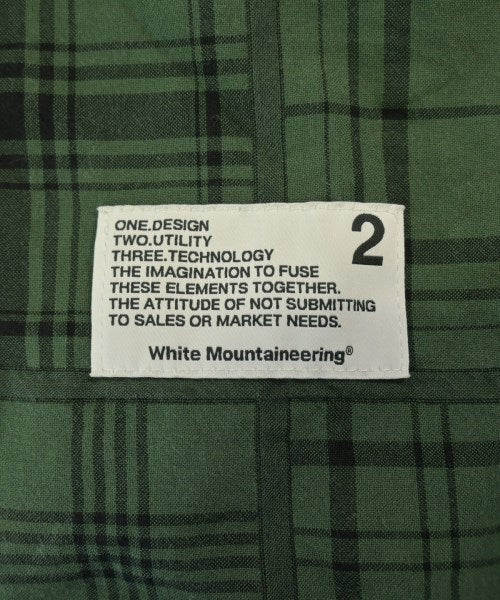 ONE.DESIGN
TWO.UTILITY
THREE.TECHNOLOGY
THE IMAGINATION TO FUSE
THESE ELEMENTS TOGETHER.
THE ATTITUDE OF NOT SUBMITTING
TO SALES OR MARKET NEEDS.
2
White Mountaineering®